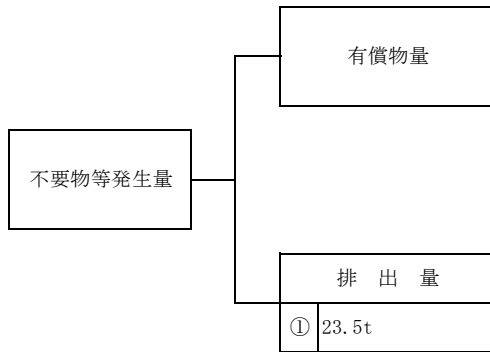 有償物量
不要物等発生量
排 出 量
① 23.5t